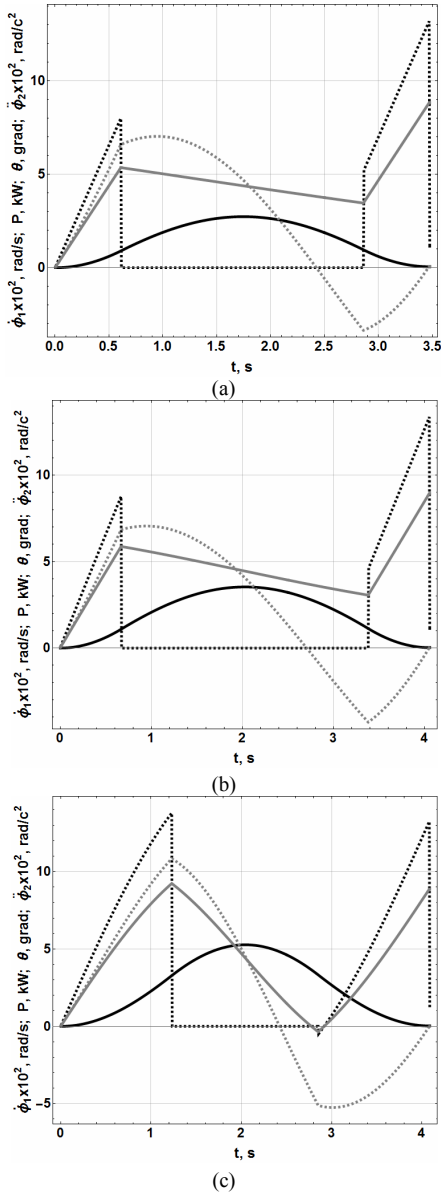 ϕ̇₁x10², rad/s; P, kW; θ, grad; ϕ̈₂x10², rad/c²
10
5
0
0.0 0.5 1.0 1.5 2.0 2.5 3.0 3.5
t, s
(a)
ϕ̇₁x10², rad/s; P, kW; θ, grad; ϕ̈₂x10², rad/c²
10
5
0
0 1 2 3 4
t, s
(b)
ϕ̇₁x10², rad/s; P, kW; θ, grad; ϕ̈₂x10², rad/c²
10
5
0
−5
0 1 2 3 4
t, s
(c)